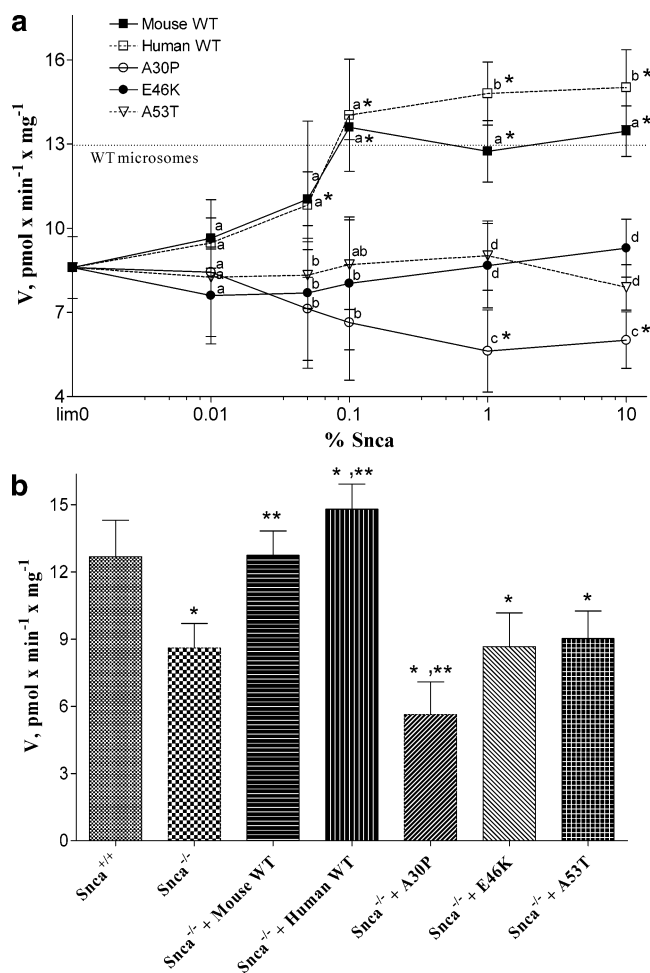 a
Mouse WT
Human WT
A30P
E46K
A53T
V, pmol x min⁻¹ x mg⁻¹
16
13
10
7
4
WT microsomes
a
a
a
a
a
a*
b
b
b
a*
a*
ab
b
b
b*
a*
d
d
c*
b*
a*
d
d
c*
lim0 0.01 0.1 1 10
% Snca
b
V, pmol x min⁻¹ x mg⁻¹
15
12
9
6
3
0
*
**
* ,**
* ,**
*
*
Snca⁺/⁺
Snca⁻/⁻
Snca⁻/⁻ + Mouse WT
Snca⁻/⁻ + Human WT
Snca⁻/⁻ + A30P
Snca⁻/⁻ + E46K
Snca⁻/⁻ + A53T